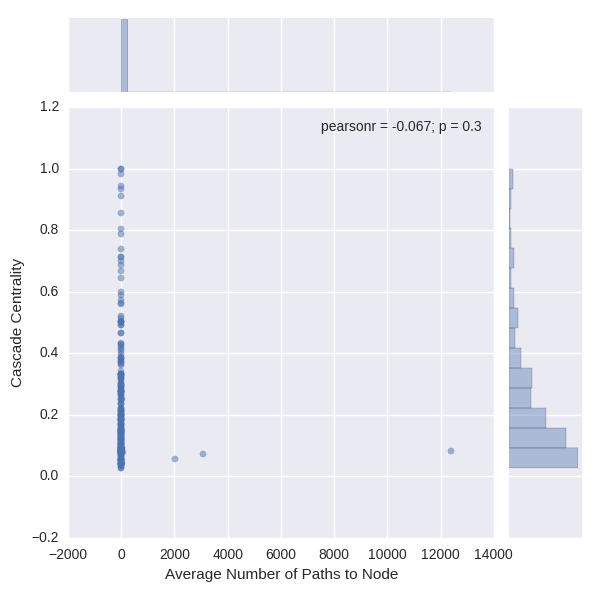 1.2
pearsonr = -0.067; p = 0.3
1.0
0.8
0.6
0.4
0.2
0.0
−0.2
Cascade Centrality
−2000 0 2000 4000 6000 8000 10000 12000 14000
Average Number of Paths to Node